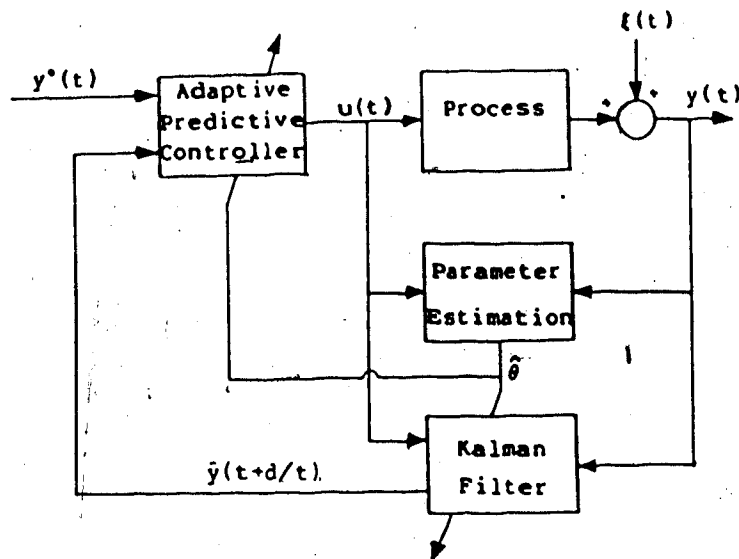 ξ(t)
y°(t)
Adaptive
Predictive
Controller
u(t)
Process
+
+
y(t)
Parameter
Estimation
θ̂
Kalman
Filter
ŷ(t+d/t)